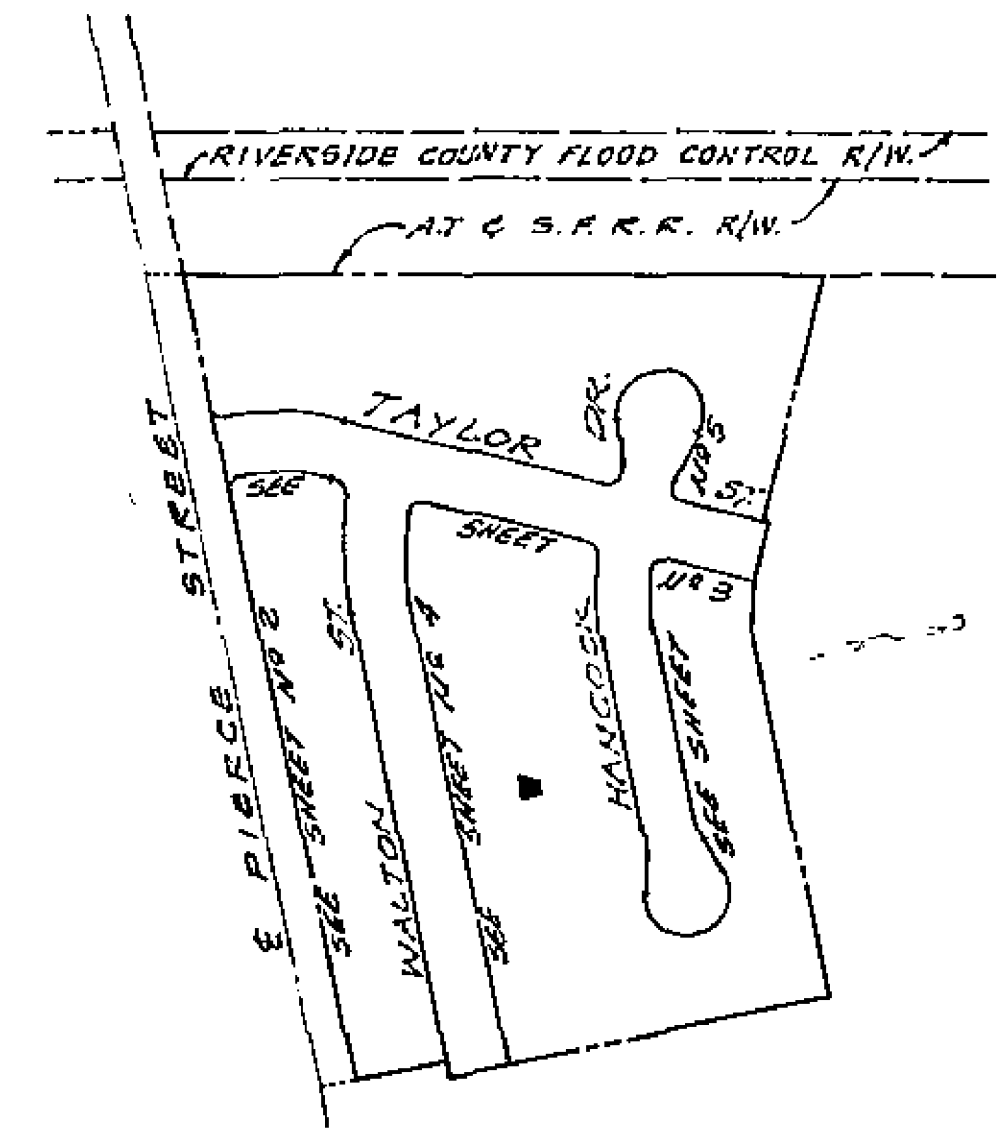 RIVERSIDE COUNTY FLOOD CONTROL R/W.
A.T & S.F. R.R. R/W.
TAYLOR ST.
HANCOCK DR.
WALTON ST.
℄ PIERCE STREET
SEE SHEET Nº 5
SEE SHEET Nº 3
SEE SHEET Nº 2
SEE SHEET Nº 4